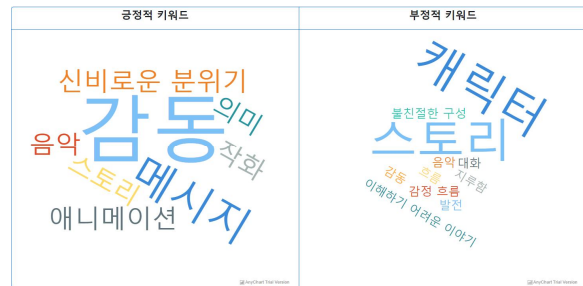 긍정적 키워드
부정적 키워드
신비로운 분위기
감동
의미
음악
작화
스토리
메시지
애니메이션
AnyChart Trial Version
캐릭터
불친절한 구성
스토리
음악 대화
감동 흐름 지루함
감정 흐름
발전
이해하기 어려운 이야기
AnyChart Trial Version